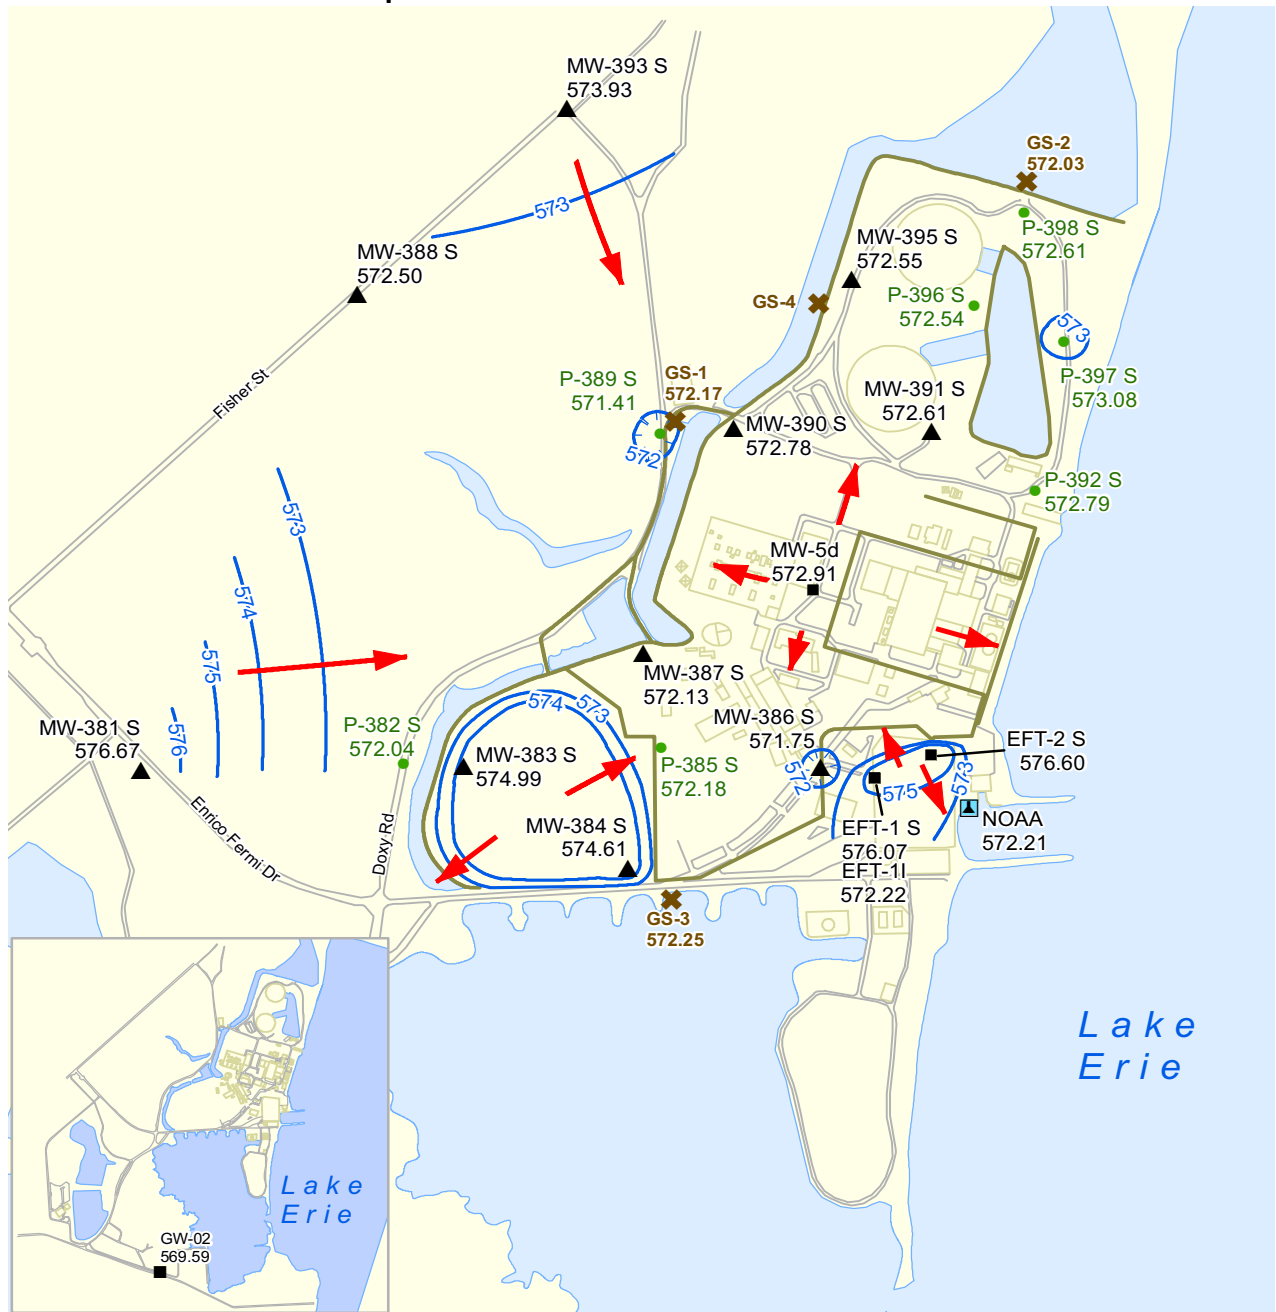 MW-393 S
573.93
GS-2
572.03
573
P-398 S
572.61
MW-388 S
572.50
MW-395 S
572.55
P-396 S
572.54
GS-4
573
P-397 S
573.08
Fisher St
P-389 S
571.41
GS-1
572.17
MW-391 S
572.61
572
MW-390 S
572.78
P-392 S
572.79
573
574
575
576
MW-5d
572.91
MW-387 S
572.13
MW-381 S
576.67
P-382 S
572.04
574
573
MW-383 S
574.99
P-385 S
572.18
MW-386 S
571.75
572
EFT-2 S
576.60
575
573
NOAA
572.21
MW-384 S
574.61
EFT-1 S
576.07
EFT-1I
572.22
Enrico Fermi Dr
Doxy Rd
GS-3
572.25
Lake
Erie
Lake
Erie
GW-02
569.59